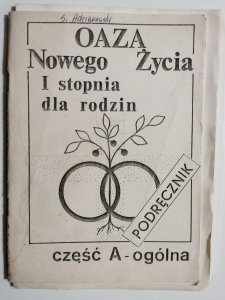 OAZA
Nowego Życia
I stopnia
dla rodzin
PODRĘCZNIK
część A - ogólna